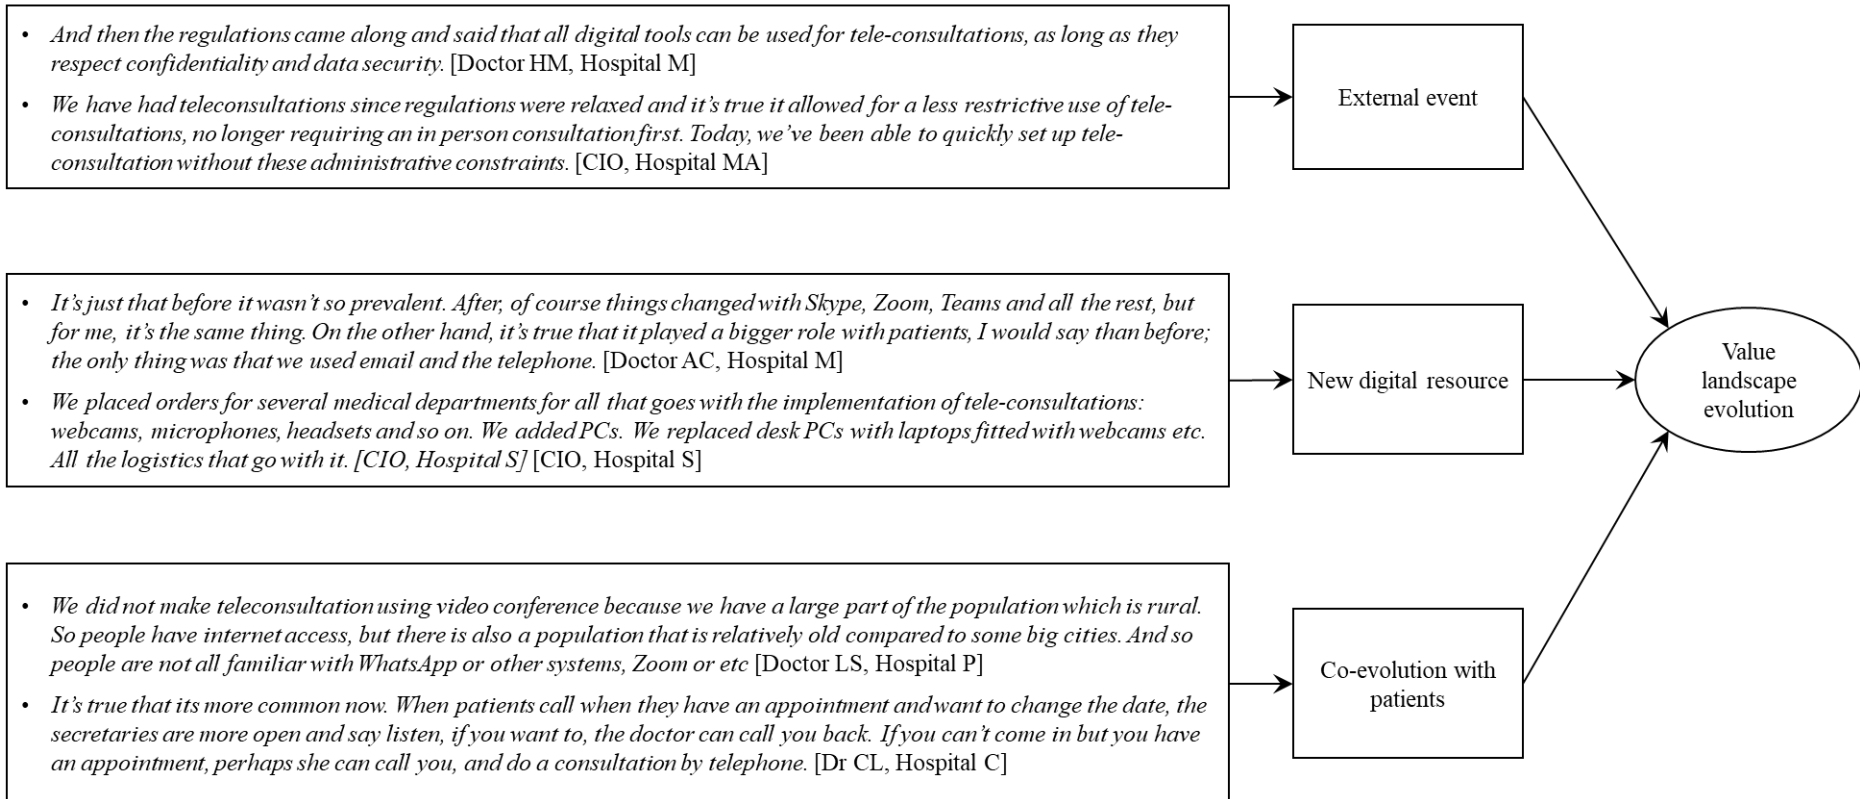 • And then the regulations came along and said that all digital tools can be used for tele-consultations, as long as they
respect confidentiality and data security. [Doctor HM, Hospital M]
• We have had teleconsultations since regulations were relaxed and it's true it allowed for a less restrictive use of tele-
consultations, no longer requiring an in person consultation first. Today, we've been able to quickly set up tele-
consultation without these administrative constraints. [CIO, Hospital MA]
External event
• It's just that before it wasn't so prevalent. After, of course things changed with Skype, Zoom, Teams and all the rest, but
for me, it's the same thing. On the other hand, it's true that it played a bigger role with patients, I would say than before;
the only thing was that we used email and the telephone. [Doctor AC, Hospital M]
• We placed orders for several medical departments for all that goes with the implementation of tele-consultations:
webcams, microphones, headsets and so on. We added PCs. We replaced desk PCs with laptops fitted with webcams etc.
All the logistics that go with it. [CIO, Hospital S] [CIO, Hospital S]
New digital resource
Value
landscape
evolution
• We did not make teleconsultation using video conference because we have a large part of the population which is rural.
So people have internet access, but there is also a population that is relatively old compared to some big cities. And so
people are not all familiar with WhatsApp or other systems, Zoom or etc [Doctor LS, Hospital P]
• It's true that its more common now. When patients call when they have an appointment and want to change the date, the
secretaries are more open and say listen, if you want to, the doctor can call you back. If you can't come in but you have
an appointment, perhaps she can call you, and do a consultation by telephone. [Dr CL, Hospital C]
Co-evolution with
patients